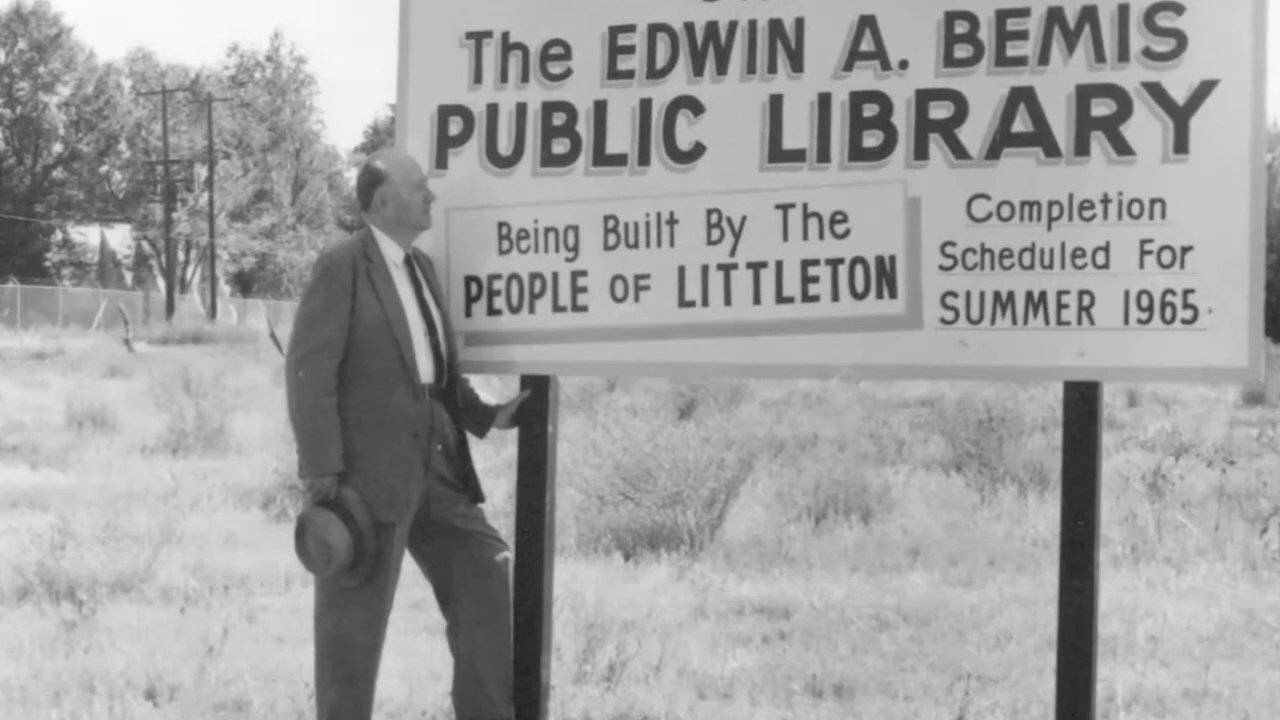 The EDWIN A. BEMIS
PUBLIC LIBRARY
Being Built By The
PEOPLE OF LITTLETON
Completion
Scheduled For
SUMMER 1965